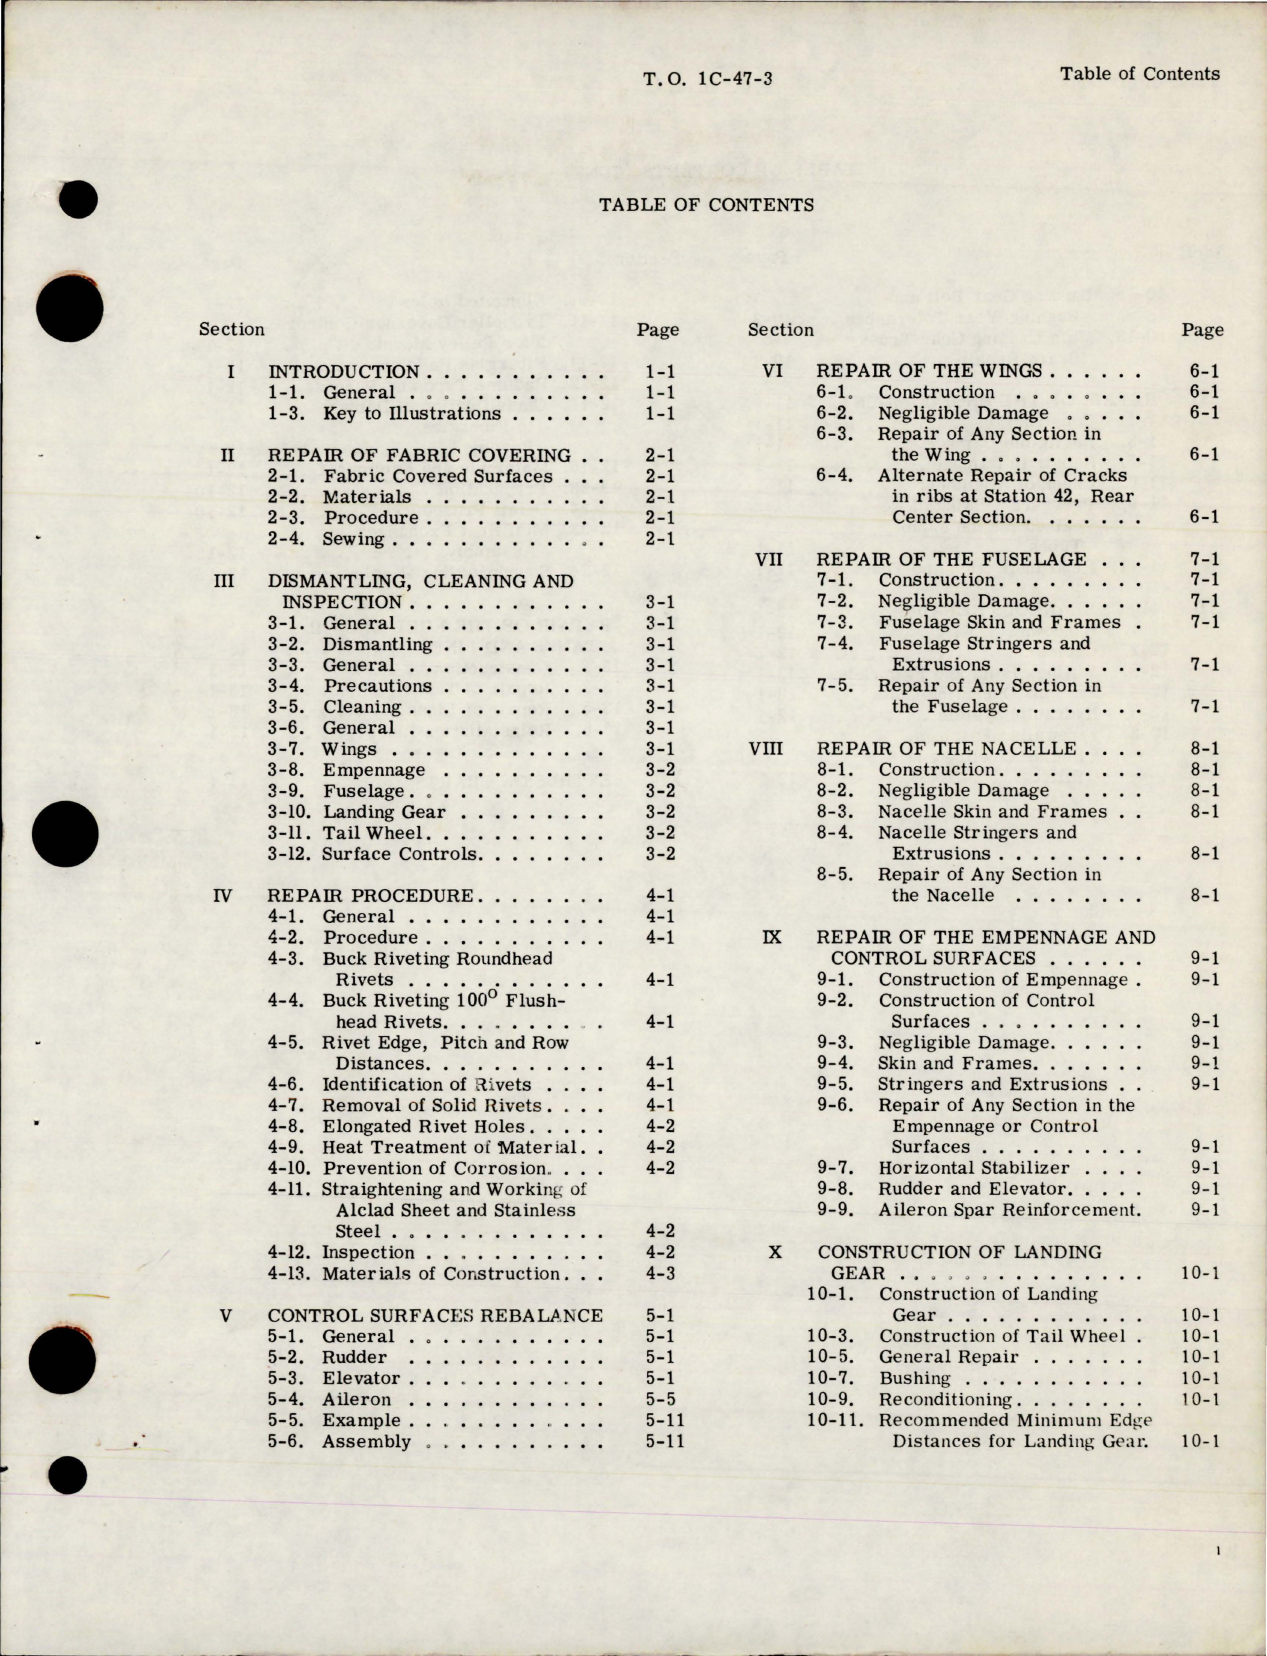 T.O. 1C-47-3
Table of Contents
TABLE OF CONTENTS
Section Page
I INTRODUCTION . . . . . . . . . . . 1-1
1-1. General . . . . . . . . . . . . 1-1
1-3. Key to Illustrations . . . . . . 1-1
II REPAIR OF FABRIC COVERING . . 2-1
2-1. Fabric Covered Surfaces . . . 2-1
2-2. Materials . . . . . . . . . . . 2-1
2-3. Procedure . . . . . . . . . . . 2-1
2-4. Sewing . . . . . . . . . . . . . 2-1
III DISMANTLING, CLEANING AND
INSPECTION . . . . . . . . . . . . 3-1
3-1. General . . . . . . . . . . . . 3-1
3-2. Dismantling . . . . . . . . . . 3-1
3-3. General . . . . . . . . . . . . 3-1
3-4. Precautions . . . . . . . . . . 3-1
3-5. Cleaning . . . . . . . . . . . . 3-1
3-6. General . . . . . . . . . . . . 3-1
3-7. Wings . . . . . . . . . . . . . 3-1
3-8. Empennage . . . . . . . . . . 3-2
3-9. Fuselage . . . . . . . . . . . . 3-2
3-10. Landing Gear . . . . . . . . . 3-2
3-11. Tail Wheel. . . . . . . . . . . 3-2
3-12. Surface Controls. . . . . . . . 3-2
IV REPAIR PROCEDURE. . . . . . . . 4-1
4-1. General . . . . . . . . . . . . 4-1
4-2. Procedure . . . . . . . . . . . 4-1
4-3. Buck Riveting Roundhead
Rivets . . . . . . . . . . . . 4-1
4-4. Buck Riveting 100° Flush-
head Rivets. . . . . . . . . . 4-1
4-5. Rivet Edge, Pitch and Row
Distances. . . . . . . . . . . 4-1
4-6. Identification of Rivets . . . . 4-1
4-7. Removal of Solid Rivets . . . . 4-1
4-8. Elongated Rivet Holes . . . . . 4-2
4-9. Heat Treatment of Material. . 4-2
4-10. Prevention of Corrosion. . . . 4-2
4-11. Straightening and Working of
Alclad Sheet and Stainless
Steel . . . . . . . . . . . . . 4-2
4-12. Inspection . . . . . . . . . . . 4-2
4-13. Materials of Construction. . . 4-3
V CONTROL SURFACES REBALANCE 5-1
5-1. General . . . . . . . . . . . . 5-1
5-2. Rudder . . . . . . . . . . . . 5-1
5-3. Elevator . . . . . . . . . . . . 5-1
5-4. Aileron . . . . . . . . . . . . 5-5
5-5. Example . . . . . . . . . . . . 5-11
5-6. Assembly . . . . . . . . . . . 5-11
Section Page
VI REPAIR OF THE WINGS . . . . . . 6-1
6-1. Construction . . . . . . . . 6-1
6-2. Negligible Damage . . . . . 6-1
6-3. Repair of Any Section in
the Wing . . . . . . . . . . 6-1
6-4. Alternate Repair of Cracks
in ribs at Station 42, Rear
Center Section. . . . . . . 6-1
VII REPAIR OF THE FUSELAGE . . . 7-1
7-1. Construction. . . . . . . . . 7-1
7-2. Negligible Damage. . . . . . 7-1
7-3. Fuselage Skin and Frames . 7-1
7-4. Fuselage Stringers and
Extrusions . . . . . . . . . 7-1
7-5. Repair of Any Section in
the Fuselage . . . . . . . . 7-1
VIII REPAIR OF THE NACELLE . . . . 8-1
8-1. Construction. . . . . . . . . 8-1
8-2. Negligible Damage . . . . . 8-1
8-3. Nacelle Skin and Frames . . 8-1
8-4. Nacelle Stringers and
Extrusions . . . . . . . . . 8-1
8-5. Repair of Any Section in
the Nacelle . . . . . . . . 8-1
IX REPAIR OF THE EMPENNAGE AND
CONTROL SURFACES . . . . . . 9-1
9-1. Construction of Empennage . 9-1
9-2. Construction of Control
Surfaces . . . . . . . . . . 9-1
9-3. Negligible Damage. . . . . . 9-1
9-4. Skin and Frames. . . . . . . 9-1
9-5. Stringers and Extrusions . . 9-1
9-6. Repair of Any Section in the
Empennage or Control
Surfaces . . . . . . . . . . 9-1
9-7. Horizontal Stabilizer . . . . 9-1
9-8. Rudder and Elevator. . . . . 9-1
9-9. Aileron Spar Reinforcement. 9-1
X CONSTRUCTION OF LANDING
GEAR . . . . . . . . . . . . . . . 10-1
10-1. Construction of Landing
Gear . . . . . . . . . . . . 10-1
10-3. Construction of Tail Wheel . 10-1
10-5. General Repair . . . . . . . 10-1
10-7. Bushing . . . . . . . . . . . 10-1
10-9. Reconditioning. . . . . . . . 10-1
10-11. Recommended Minimum Edge
Distances for Landing Gear. 10-1
1